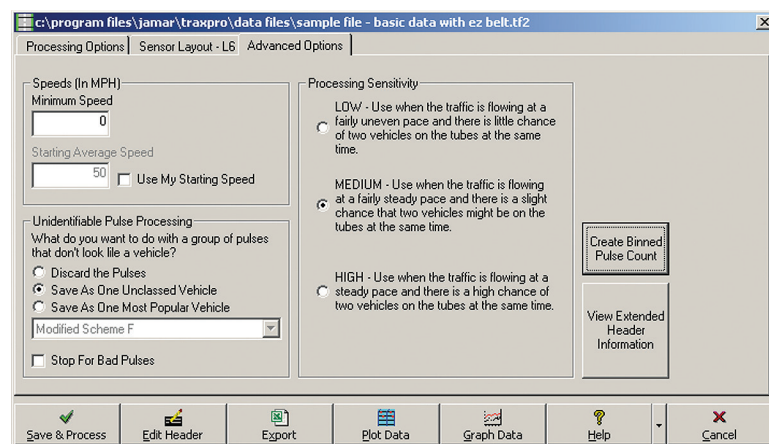 c:\program files\jamar\traxpro\data files\sample file - basic data with ez belt.tf2
Processing Options
Sensor Layout - L6
Advanced Options
Speeds (In MPH)
Minimum Speed
0
Starting Average Speed
50
Use My Starting Speed
Unidentifiable Pulse Processing
What do you want to do with a group of pulses
that don't look lile a vehicle?
Discard the Pulses
Save As One Unclassed Vehicle
Save As One Most Popular Vehicle
Modified Scheme F
Stop For Bad Pulses
Processing Sensitivity
LOW - Use when the traffic is flowing at a
fairly uneven pace and there is little chance
of two vehicles on the tubes at the same
time.
MEDIUM - Use when the traffic is flowing
at a fairly steady pace and there is a slight
chance that two vehicles might be on the
tubes at the same time.
HIGH - Use when the traffic is flowing at a
steady pace and there is a high chance of
two vehicles on the tubes at the same time.
Create Binned
Pulse Count
View Extended
Header
Information
Save & Process
Edit Header
Export
Plot Data
Graph Data
Help
Cancel